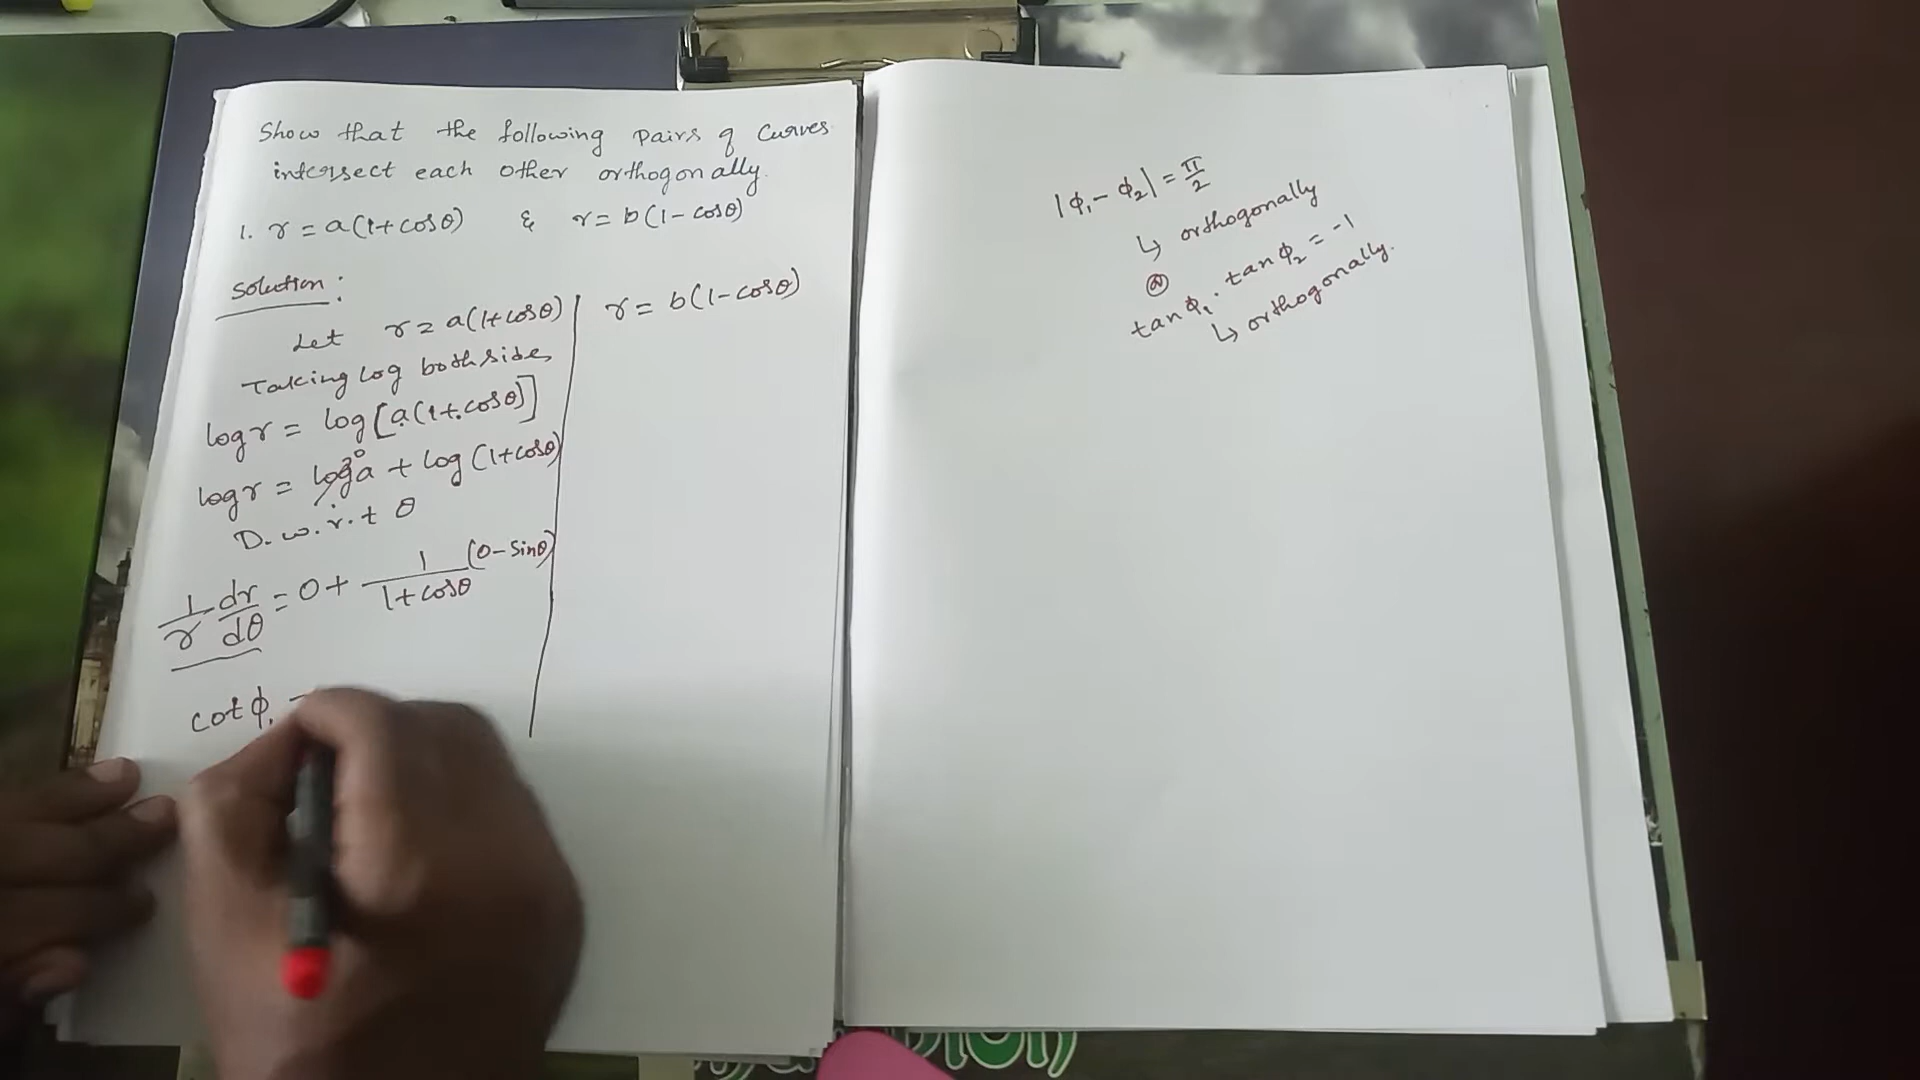 Show that the following pairs of curves
intersect each other orthogonally.
1. r = a(1+cosθ) & r = b(1-cosθ)
Solution:
Let r = a(1+cosθ)
Taking log both side,
log r = log[a(1+cosθ)]
log r = log a + log(1+cosθ)
D. w. r. t θ
1/r dr/dθ = 0 + 1/(1+cosθ) (0-sinθ)
cot ϕ₁ =
r = b(1-cosθ)
|ϕ₁ - ϕ₂| = π/2
↳ orthogonally
tan ϕ₁ . tan ϕ₂ = -1
↳ orthogonally.